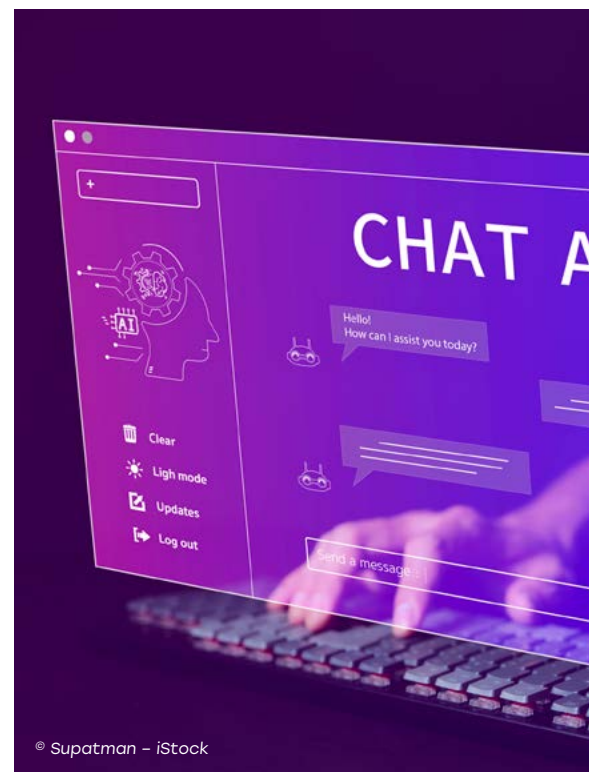 +
CHAT A
AI
Hello!
How can I assist you today?
Clear
Ligh mode
Updates
Log out
Send a message...
© Supatman – iStock